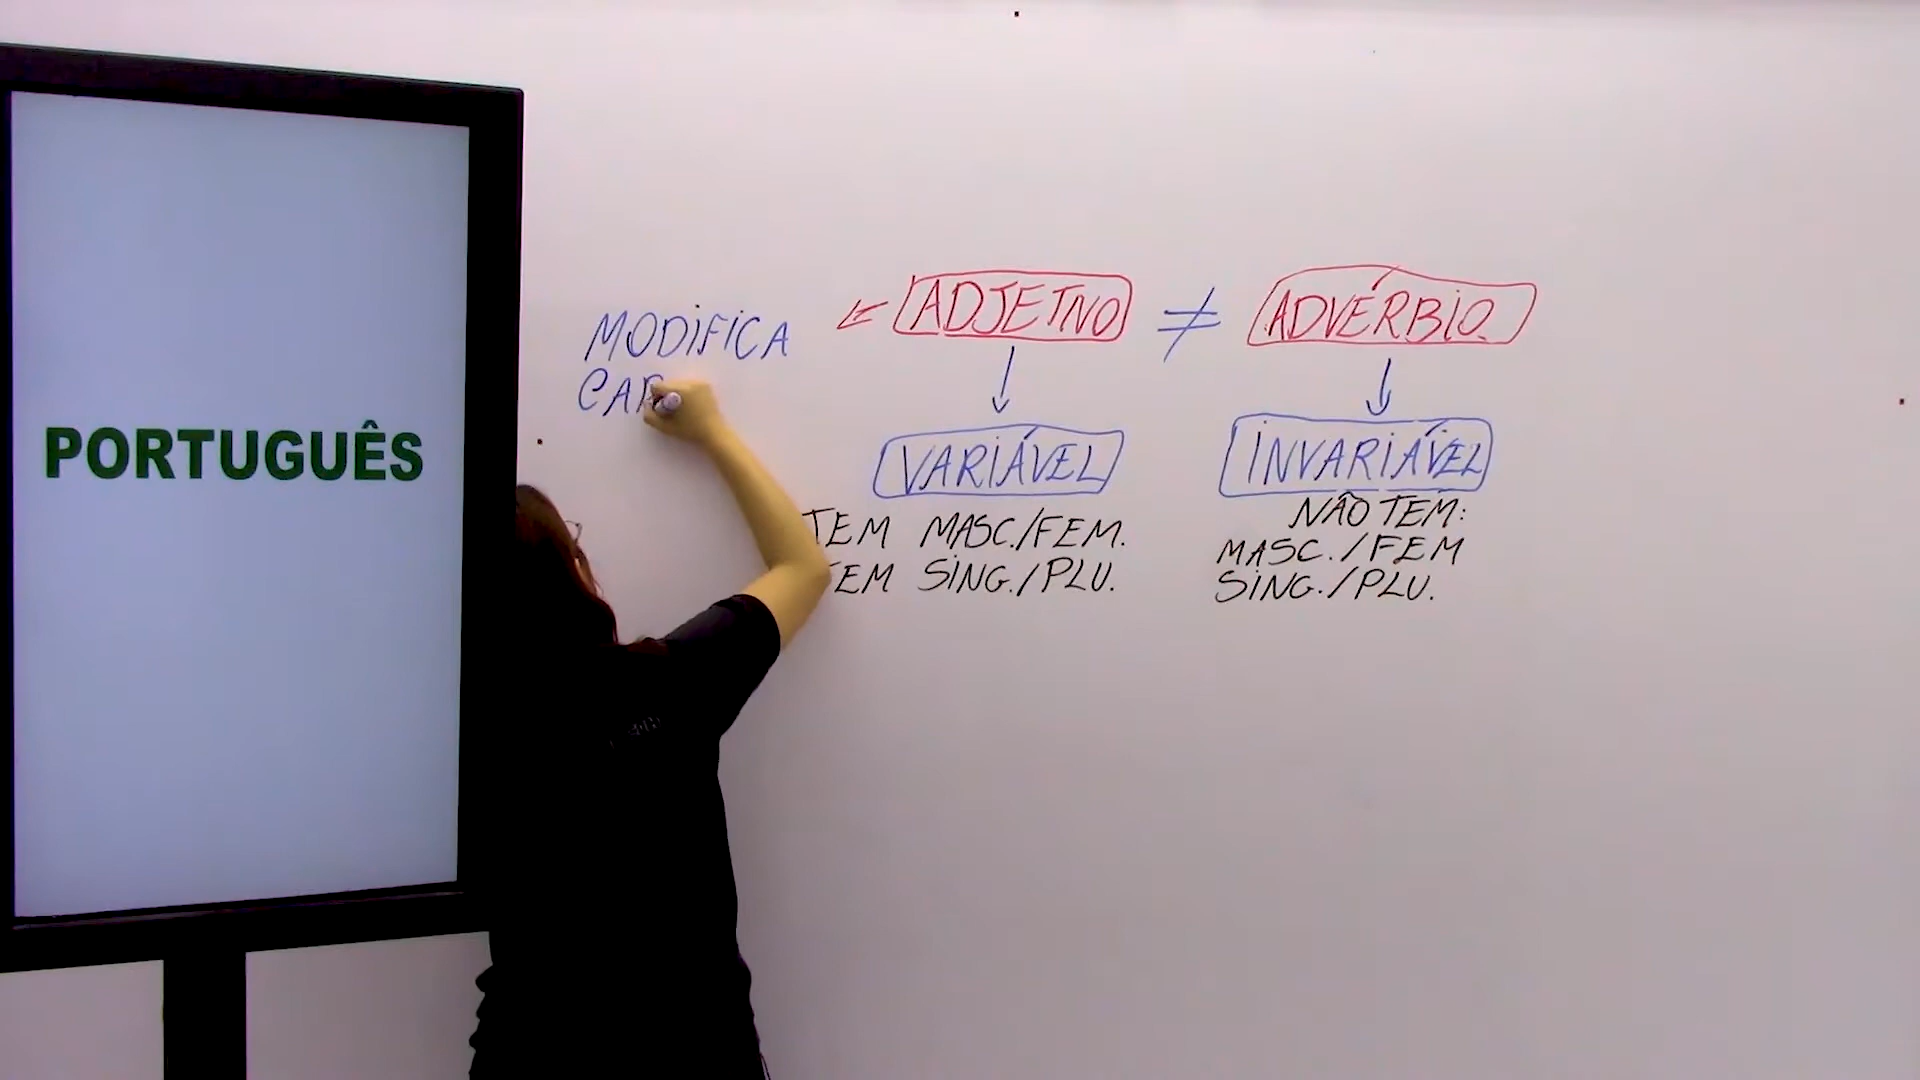 PORTUGUÊS
ADJETIVO ≠ ADVÉRBIO
MODIFICA
VARIÁVEL
INVARIÁVEL
TEM MASC./FEM.
TEM SING./PLU.
NÃO TEM:
MASC./FEM
SING./PLU.